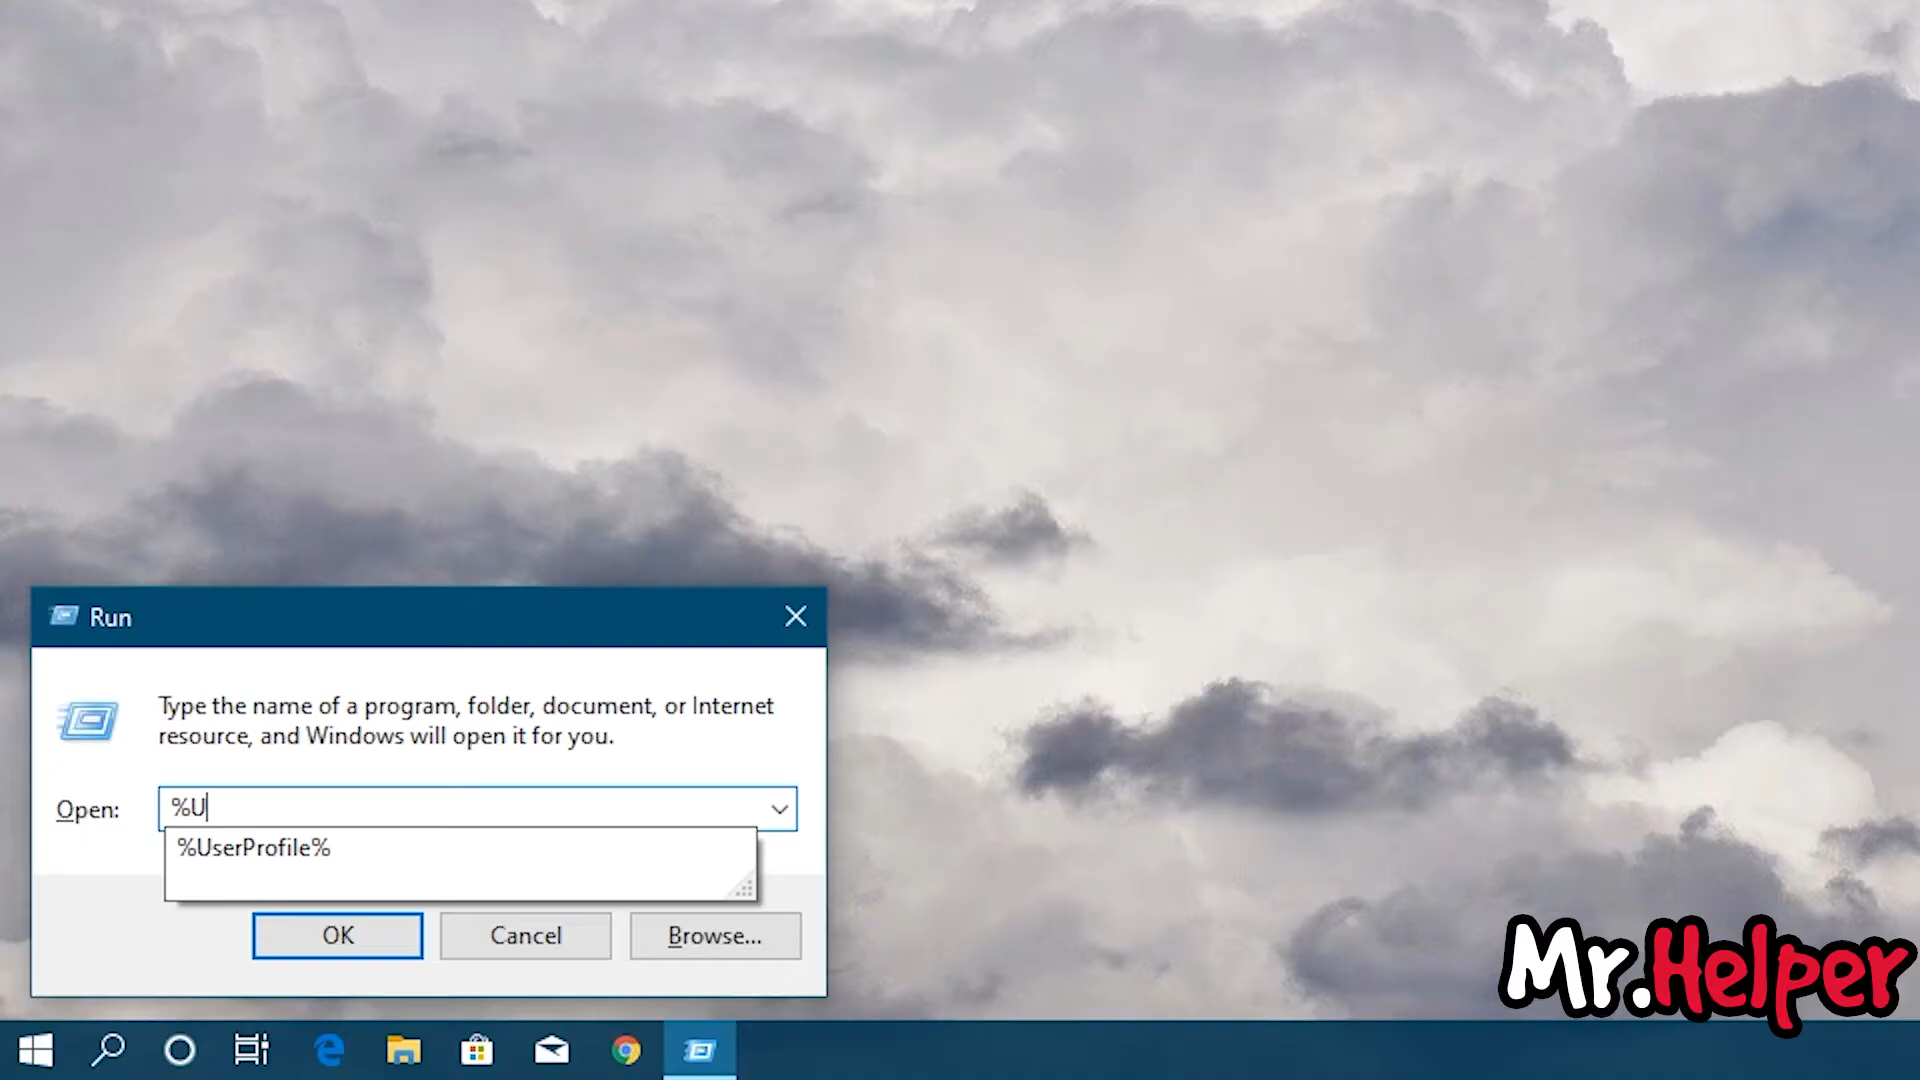 Run
Type the name of a program, folder, document, or Internet
resource, and Windows will open it for you.
Open:
%U
%UserProfile%
OK
Cancel
Browse...
Mr.Helper